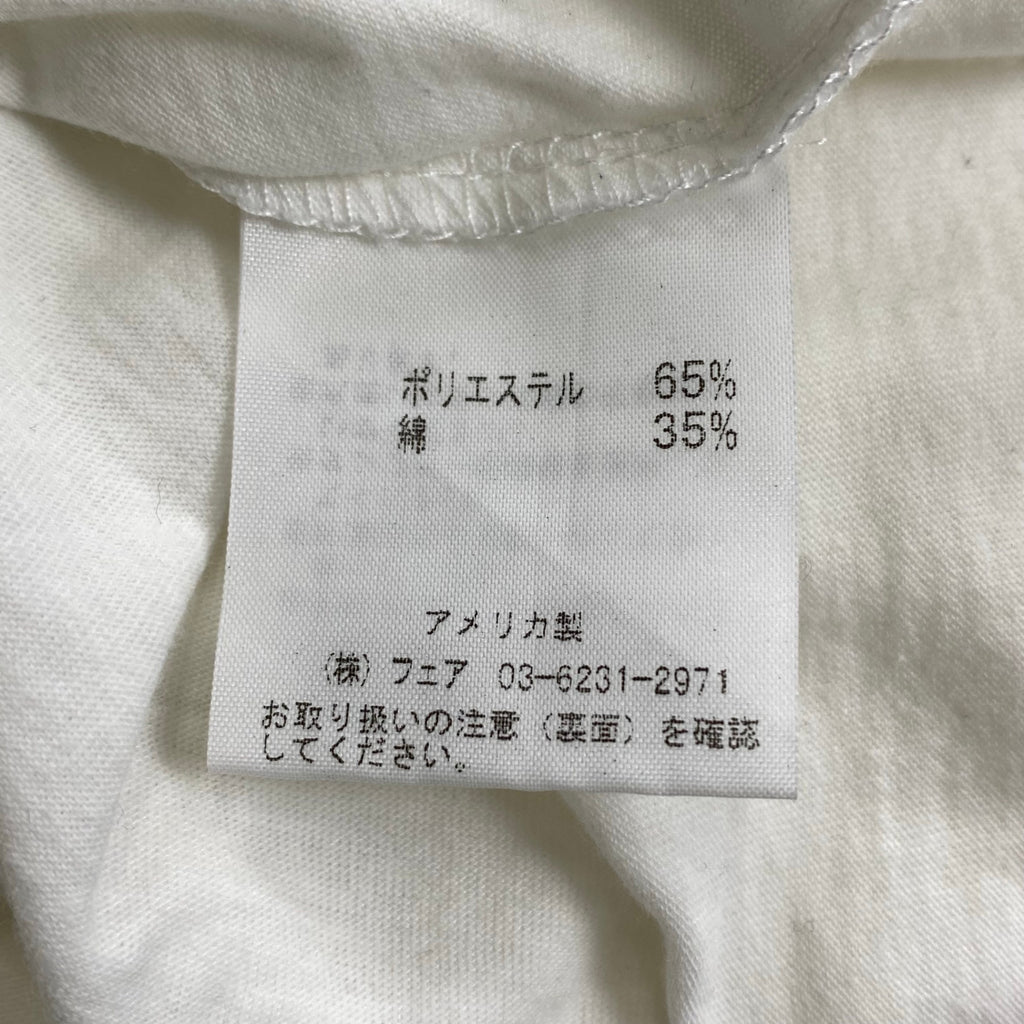 ポリエステル 65%
綿 35%
アメリカ製
(株) フェア 03-6231-2971
お取り扱いの注意（裏面）を確認
してください。